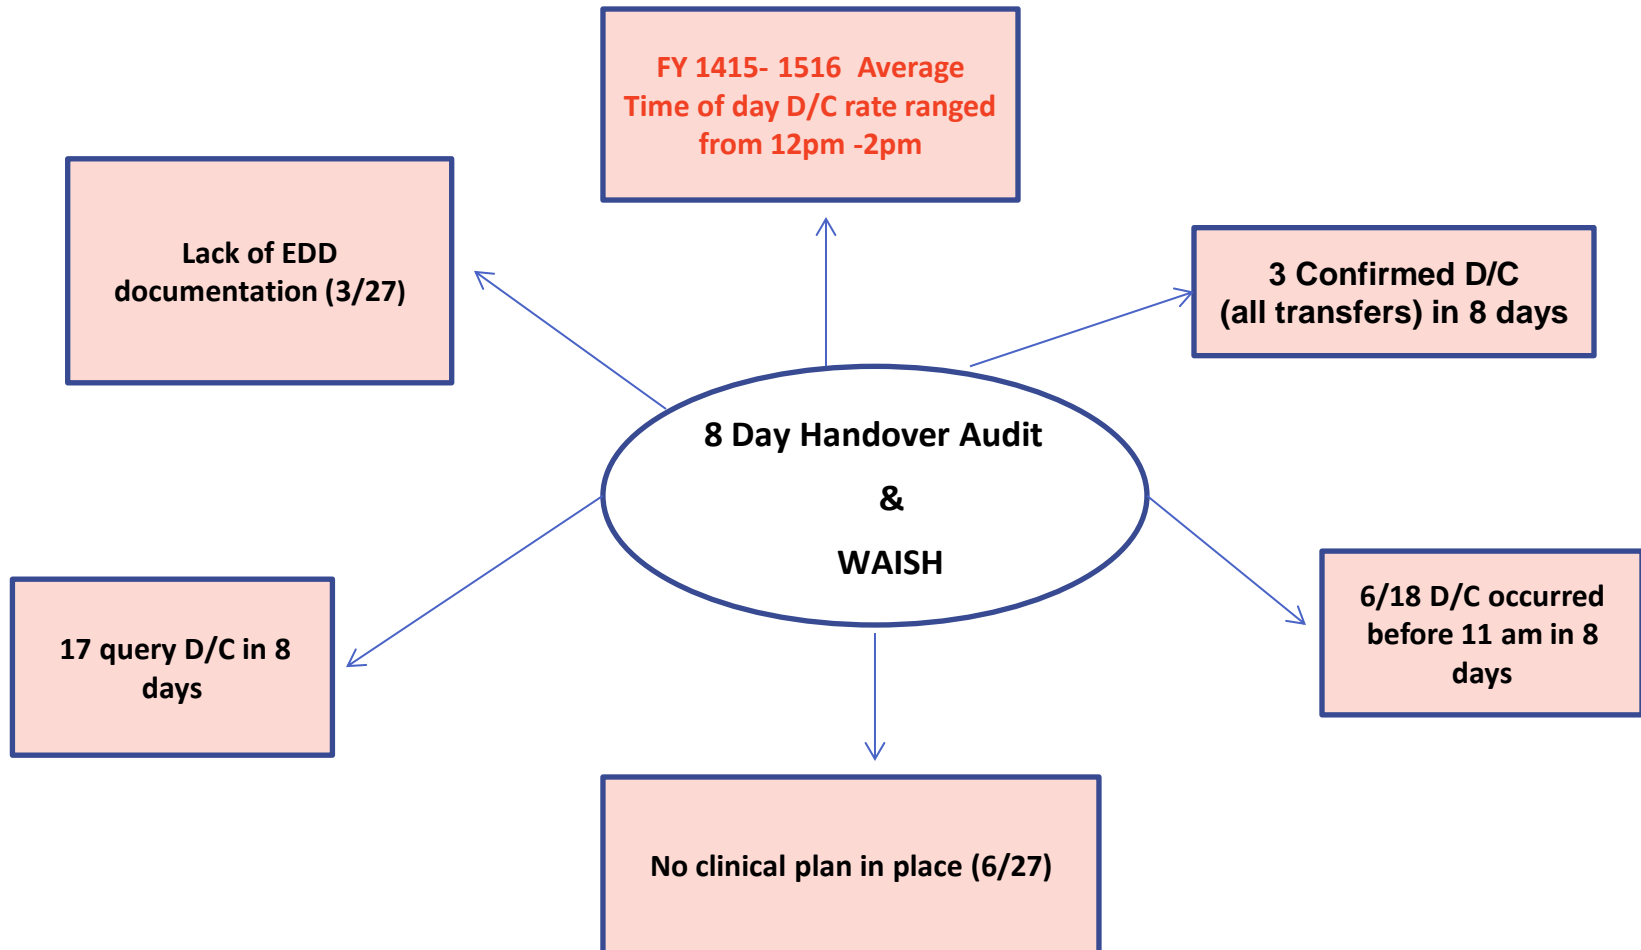 FY 1415- 1516 Average
Time of day D/C rate ranged
from 12pm -2pm
Lack of EDD
documentation (3/27)
3 Confirmed D/C
(all transfers) in 8 days
8 Day Handover Audit
&
WAISH
17 query D/C in 8
days
6/18 D/C occurred
before 11 am in 8
days
No clinical plan in place (6/27)